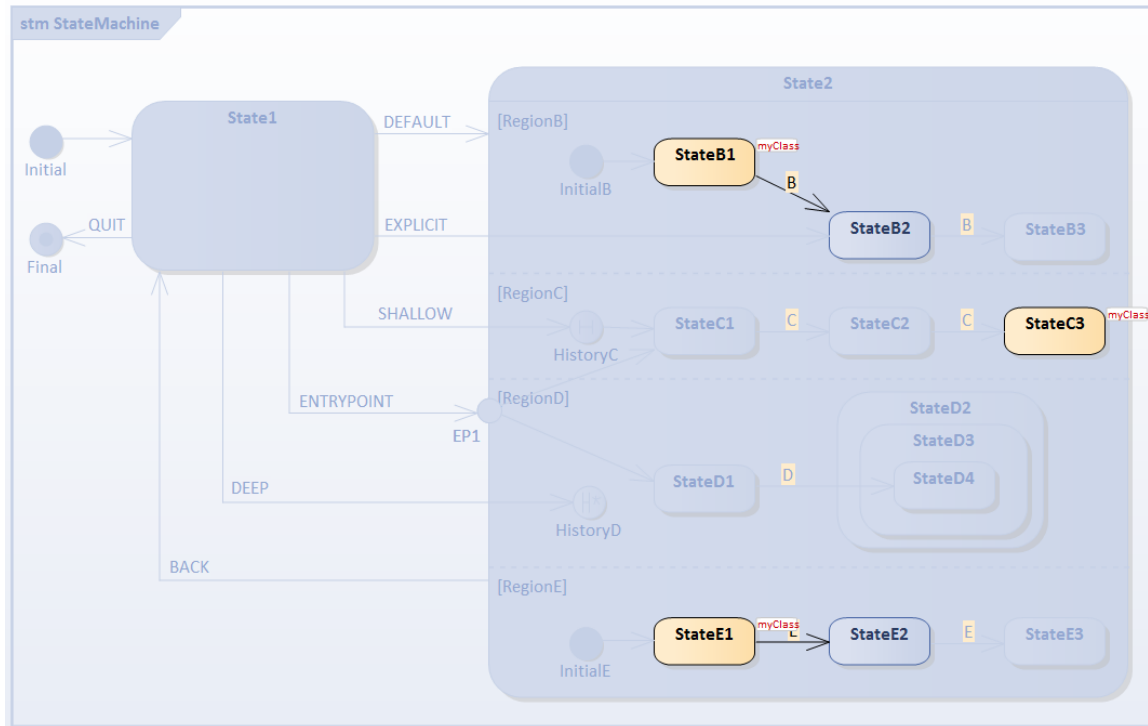 stm StateMachine
State2
State1
DEFAULT
[RegionB]
myClass
StateB1
Initial
InitialB
B
QUIT
EXPLICIT
StateB2
B
StateB3
Final
[RegionC]
SHALLOW
StateC1
C
StateC2
C
StateC3
myClass
H
HistoryC
ENTRYPOINT
[RegionD]
StateD2
EP1
StateD3
D
StateD1
StateD4
DEEP
H*
HistoryD
BACK
[RegionE]
StateE1
myClass
StateE2
E
StateE3
InitialE